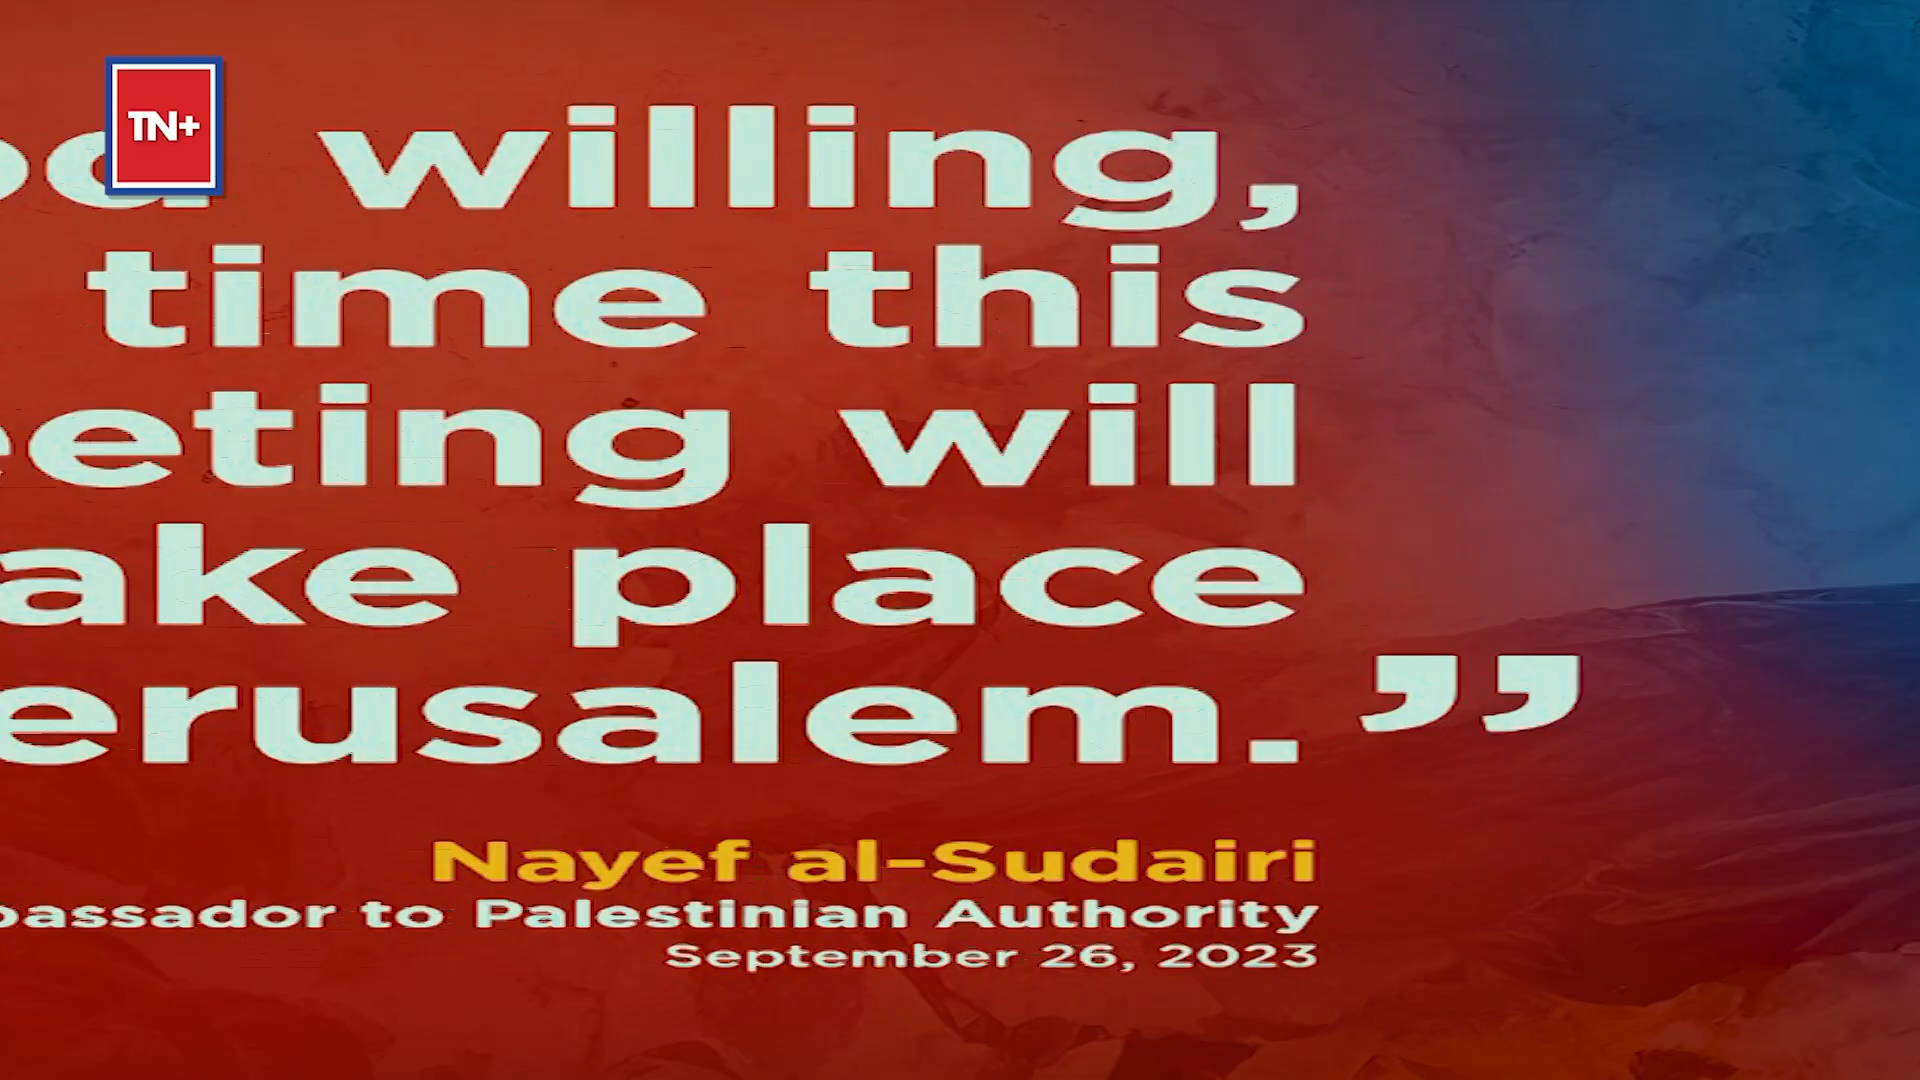 TN+
willing,
time this
eeting will
ake place
erusalem.”
Nayef al-Sudairi
bassador to Palestinian Authority
September 26, 2023